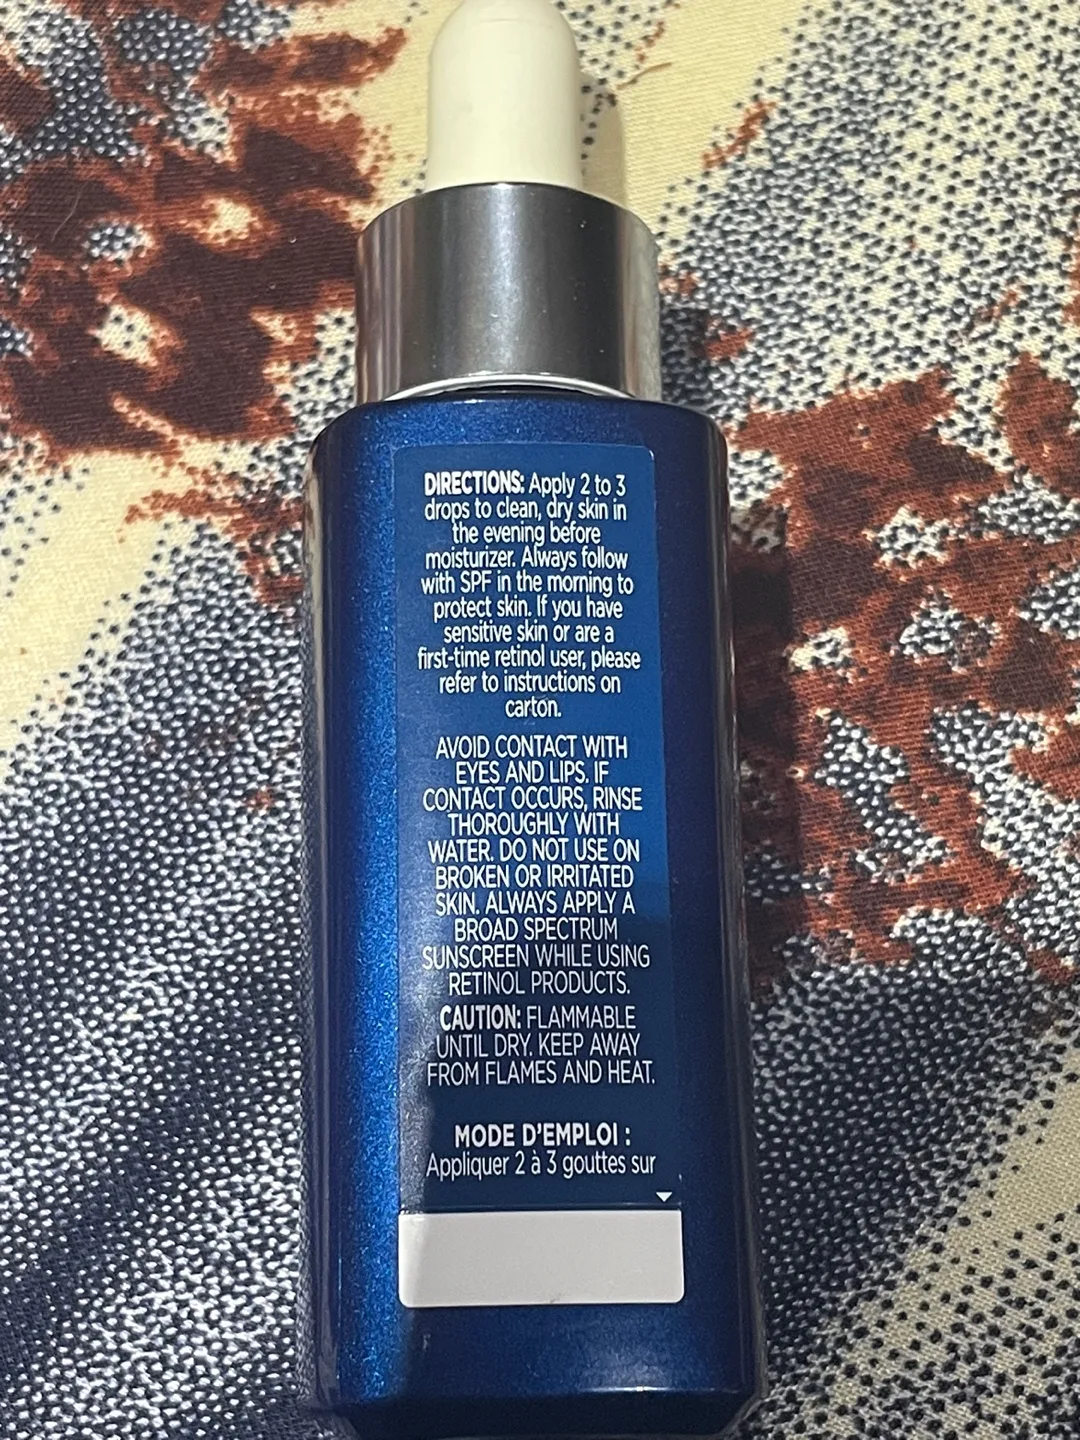 DIRECTIONS: Apply 2 to 3
drops to clean, dry skin in
the evening before
moisturizer. Always follow
with SPF in the morning to
protect skin. If you have
sensitive skin or are a
first-time retinol user, please
refer to instructions on
carton.
AVOID CONTACT WITH
EYES AND LIPS. IF
CONTACT OCCURS, RINSE
THOROUGHLY WITH
WATER. DO NOT USE ON
BROKEN OR IRRITATED
SKIN. ALWAYS APPLY A
BROAD SPECTRUM
SUNSCREEN WHILE USING
RETINOL PRODUCTS.
CAUTION: FLAMMABLE
UNTIL DRY. KEEP AWAY
FROM FLAMES AND HEAT.
MODE D'EMPLOI :
Appliquer 2 à 3 gouttes sur